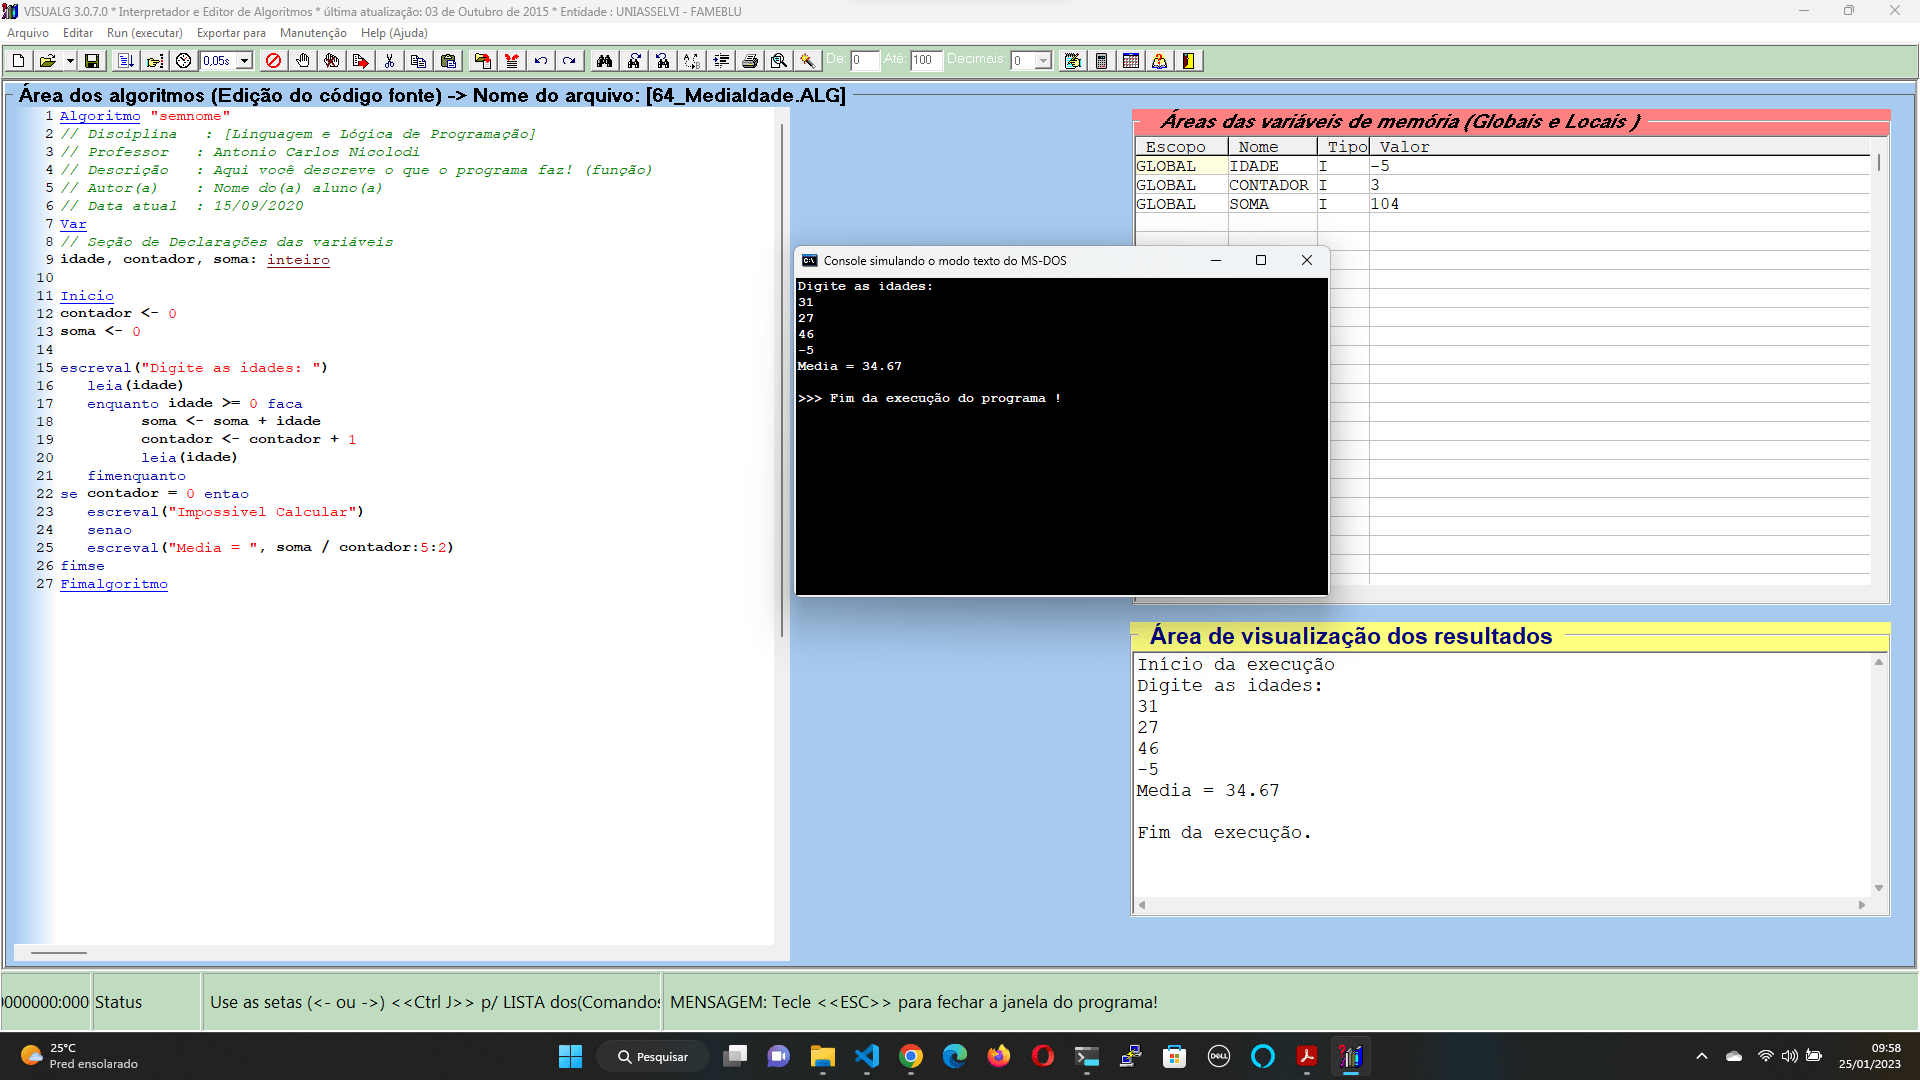 VISUALG 3.0.7.0 * Interpretador e Editor de Algoritmos * última atualização: 03 de Outubro de 2015 * Entidade : UNIASSELVI - FAMEBLU
Arquivo Editar Run (executar) Exportar para Manutenção Help (Ajuda)
0,05s De: 0 Até: 100 Decimais: 0
Área dos algoritmos (Edição do código fonte) -> Nome do arquivo: [64_MediaIdade.ALG]
1 Algoritmo "semnome"
2 // Disciplina : [Linguagem e Lógica de Programação]
3 // Professor : Antonio Carlos Nicolodi
4 // Descrição : Aqui você descreve o que o programa faz! (função)
5 // Autor(a) : Nome do(a) aluno(a)
6 // Data atual : 15/09/2020
7 Var
8 // Seção de Declarações das variáveis
9 idade, contador, soma: inteiro
10
11 Inicio
12 contador <- 0
13 soma <- 0
14
15 escreval("Digite as idades: ")
16 leia(idade)
17 enquanto idade >= 0 faca
18 soma <- soma + idade
19 contador <- contador + 1
20 leia(idade)
21 fimenquanto
22 se contador = 0 entao
23 escreval("Impossivel Calcular")
24 senao
25 escreval("Media = ", soma / contador:5:2)
26 fimse
27 Fimalgoritmo
Console simulando o modo texto do MS-DOS
Digite as idades:
31
27
46
-5
Media = 34.67
>>> Fim da execução do programa !
Áreas das variáveis de memória (Globais e Locais )
Escopo Nome Tipo Valor
GLOBAL IDADE I -5
GLOBAL CONTADOR I 3
GLOBAL SOMA I 104
Área de visualização dos resultados
Início da execução
Digite as idades:
31
27
46
-5
Media = 34.67
Fim da execução.
0000000:000 Status Use as setas (<- ou ->) <<Ctrl J>> p/ LISTA dos(Comandos MENSAGEM: Tecle <<ESC>> para fechar a janela do programa!
25°C
Pred ensolarado
Pesquisar
DELL
09:58
25/01/2023